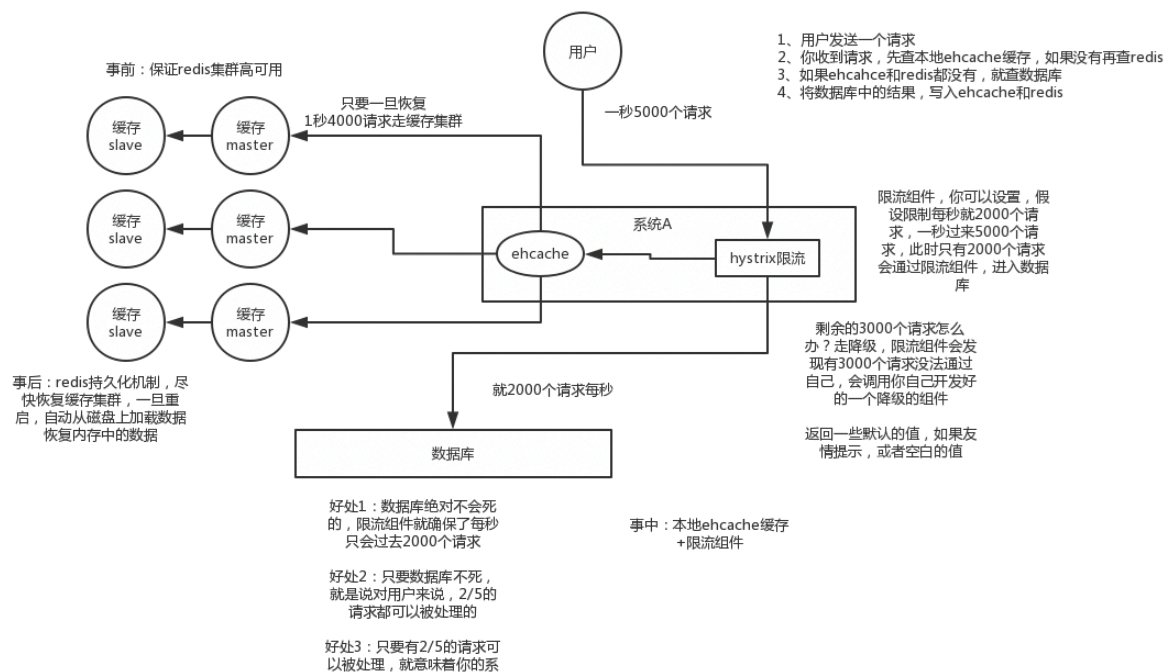 用户
1、用户发送一个请求
2、你收到请求，先查本地ehcache缓存，如果没有再查redis
3、如果ehcahce和redis都没有，就查数据库
4、将数据库中的结果，写入ehcache和redis
事前：保证redis集群高可用
只要一旦恢复
1秒4000请求走缓存集群
一秒5000个请求
缓存
slave
缓存
master
缓存
slave
缓存
master
缓存
slave
缓存
master
系统A
ehcache
hystrix限流
限流组件，你可以设置，假
设限制每秒就2000个请
求，一秒过来5000个请
求，此时只有2000个请求
会通过限流组件，进入数据
库
剩余的3000个请求怎么
办？走降级，限流组件会发
现有3000个请求没法通过
自己，会调用你自己开发好
的一个降级的组件
返回一些默认的值，如果友
情提示，或者空白的值
事后：redis持久化机制，尽
快恢复缓存集群，一旦重
启，自动从磁盘上加载数据
恢复内存中的数据
就2000个请求每秒
数据库
好处1：数据库绝对不会死
的，限流组件就确保了每秒
只会过去2000个请求
事中：本地ehcache缓存
+限流组件
好处2：只要数据库不死，
就是说对用户来说，2/5的
请求都可以被处理的
好处3：只要有2/5的请求可
以被处理，就意味着你的系